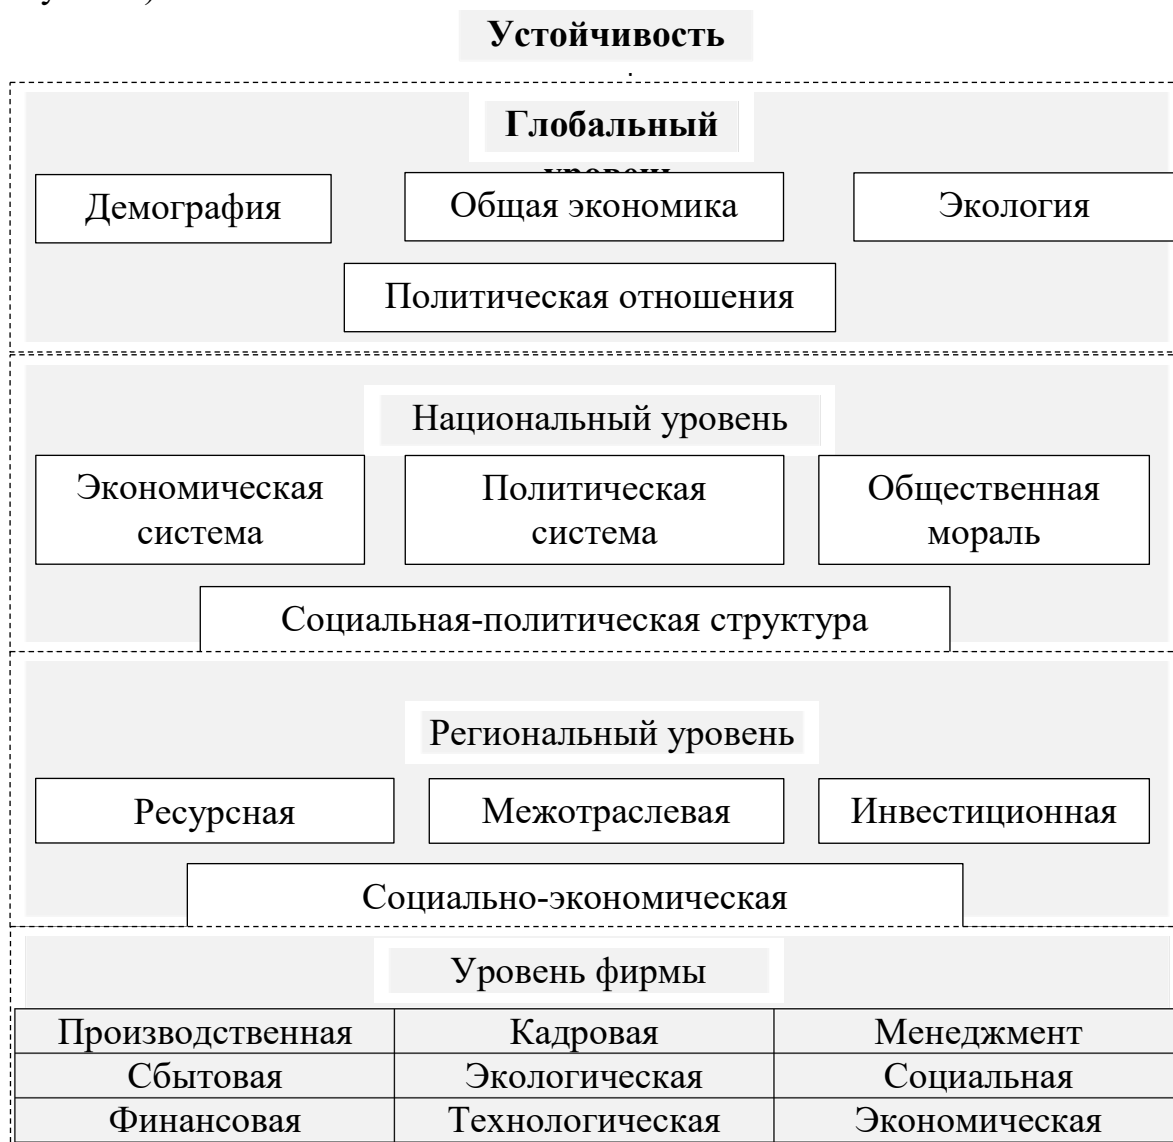 Устойчивость
Глобальный
Демография Общая экономика Экология
Политическая отношения
Национальный уровень
Экономическая Политическая Общественная
система система мораль
Социальная-политическая структура
Региональный уровень
Ресурсная Межотраслевая Инвестиционная
Социально-экономическая
Уровень фирмы
Производственная Кадровая Менеджмент
Сбытовая Экологическая Социальная
Финансовая Технологическая Экономическая